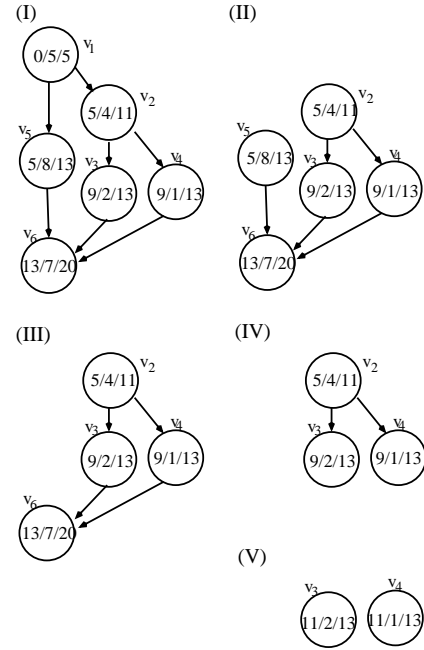 (I)
(II)
v1
0/5/5
v2
5/4/11
v5
v3
v4
5/8/13
9/2/13
9/1/13
v6
13/7/20
v2
5/4/11
v5
v3
v4
5/8/13
9/2/13
9/1/13
v6
13/7/20
(III)
(IV)
v2
5/4/11
v3
v4
9/2/13
9/1/13
v6
13/7/20
v2
5/4/11
v3
v4
9/2/13
9/1/13
(V)
v3
v4
11/2/13
11/1/13